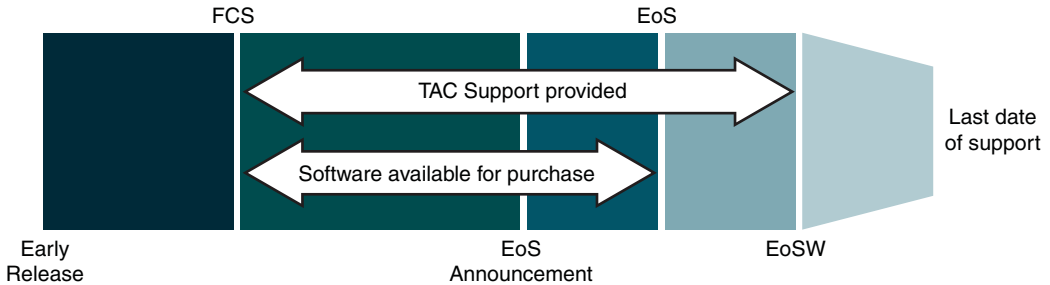 FCS
EoS
TAC Support provided
Last date
of support
Software available for purchase
Early
Release
EoS
Announcement
EoSW